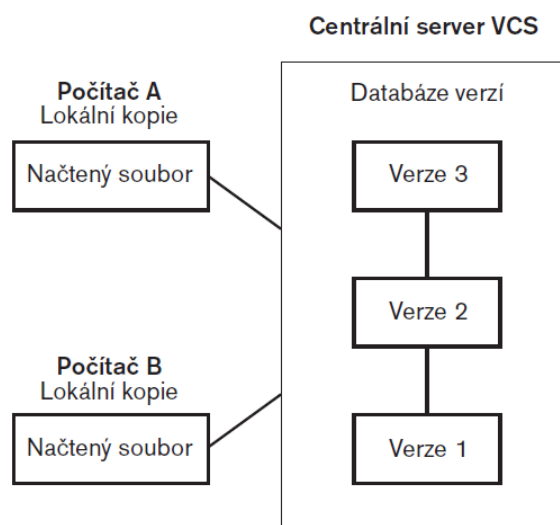 Centrální server VCS
Počítač A
Lokální kopie
Načtený soubor
Počítač B
Lokální kopie
Načtený soubor
Databáze verzí
Verze 3
Verze 2
Verze 1